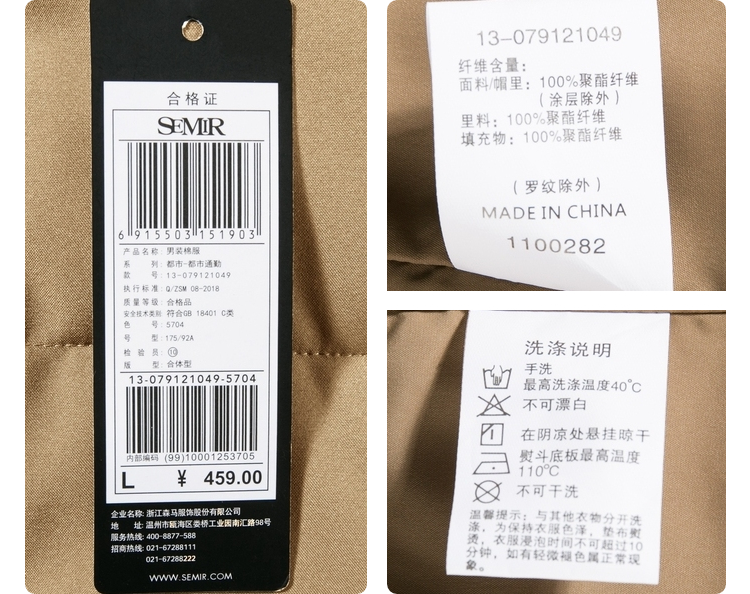 合格证
SEMIR
6 915503 151903
产品名称: 男装棉服
系 列: 都市-都市通勤
款 号: 13-079121049
执行标准: Q/ZSM 08-2018
质量等级: 合格品
安全技术类别: 符合GB 18401 C类
色 号: 5704
号 型: 175/92A
检 验 员: 10
版 型: 合体型
13-079121049-5704
内部编码 (99)10001253705
L ¥ 459.00
企业名称: 浙江森马服饰股份有限公司
地 址: 温州市瓯海区娄桥工业园南汇路98号
服务热线: 400-8877-588
招商热线: 021-67288111
021-67288222
WWW.SEMIR.COM
13-079121049
纤维含量:
面料/帽里: 100%聚酯纤维
(涂层除外)
里料: 100%聚酯纤维
填充物: 100%聚酯纤维
(罗纹除外)
MADE IN CHINA
1100282
洗涤说明
手洗
最高洗涤温度40℃
不可漂白
在阴凉处悬挂晾干
熨斗底板最高温度
110℃
不可干洗
温馨提示: 与其他衣物分开洗
涤, 为保持衣服色泽, 垫布熨
烫, 衣服浸泡时间不可超过10
分钟, 如有轻微褪色属正常现
象。